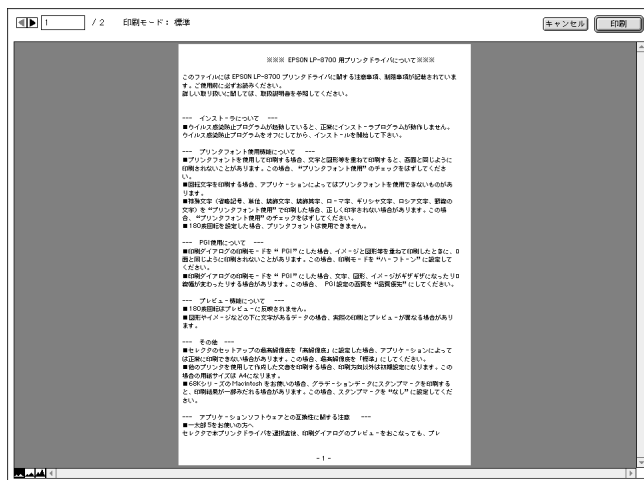 1 / 2 印刷モード：標準 キャンセル 印刷
※※※ EPSON LP-8700 用プリンタドライバについて※※※
このファイルには EPSON LP-8700 プリンタドライバに関する注意事項、制限事項が記載されていま
す。ご使用前に必ずお読みください。
詳しい取り扱いに関しては、取扱説明書を参照してください。
--- インストーラについて ---
■ウイルス感染防止プログラムが起動していると、正常にインストーラプログラムが動作しません。
ウイルス感染防止プログラムをオフにしてから、インストールを開始して下さい。
--- プリンタフォント使用機能について ---
■プリンタフォントを使用して印刷する場合、文字と図形等を重ねて印刷すると、画面と同じように
印刷されないことがあります。この場合、“プリンタフォント使用”のチェックをはずしてくださ
い。
■回転文字を印刷する場合、アプリケーションによってはプリンタフォントを使用できないものがあ
ります。
■特殊文字（省略記号、単位、括弧文字、括弧英字、ローマ字、ギリシャ文字、ロシア文字、罫線の
文字）を“プリンタフォント使用”で印刷した場合、正しく印字されない場合があります。この場
合、“プリンタフォント使用”のチェックをはずしてください。
■180度回転を設定した場合、プリンタフォントは使用できません。
--- PGI使用について ---
■印刷ダイアログの印刷モードを“ PGI”にした場合、イメージと図形等を重ねて印刷したときに、画
面と同じように印刷されないことがあります。この場合、印刷モードを“ハーフトーン”に設定して
ください。
■印刷ダイアログの印刷モードを“ PGI”にした場合、文字、図形、イメージがギザギザになったり
線幅が変わったりする場合があります。この場合、 PGI設定の画質を“品質優先”にしてください。
--- プレビュー機能について ---
■180度回転はプレビューに反映されません。
■図形やイメージなどの下に文字があるデータの場合、実際の印刷とプレビューが異なる場合があり
ます。
--- その他 ---
■セレクタのセットアップの最高解像度を「高解像度」に設定した場合、アプリケーションによって
は正常に印刷できない場合があります。この場合、最高解像度を「標準」にしてください。
■他のプリンタを使用して作成した文書を印刷する場合、印刷方向以外は初期設定になります。この
場合の用紙サイズは A4になります。
■68KシリーズのMacintosh をお使いの場合、グラデーションデータにスタンプマークを印刷する
と、印刷結果が一部みだれる場合があります。この場合、スタンプマークを“なし”に設定してくだ
さい。
--- アプリケーションソフトウェアとの互換性に関する注意 ---
■一太郎5をお使いの方へ
セレクタで本プリンタドライバを選択直後、印刷ダイアログのプレビューをおこなっても、プレ
- 1 -